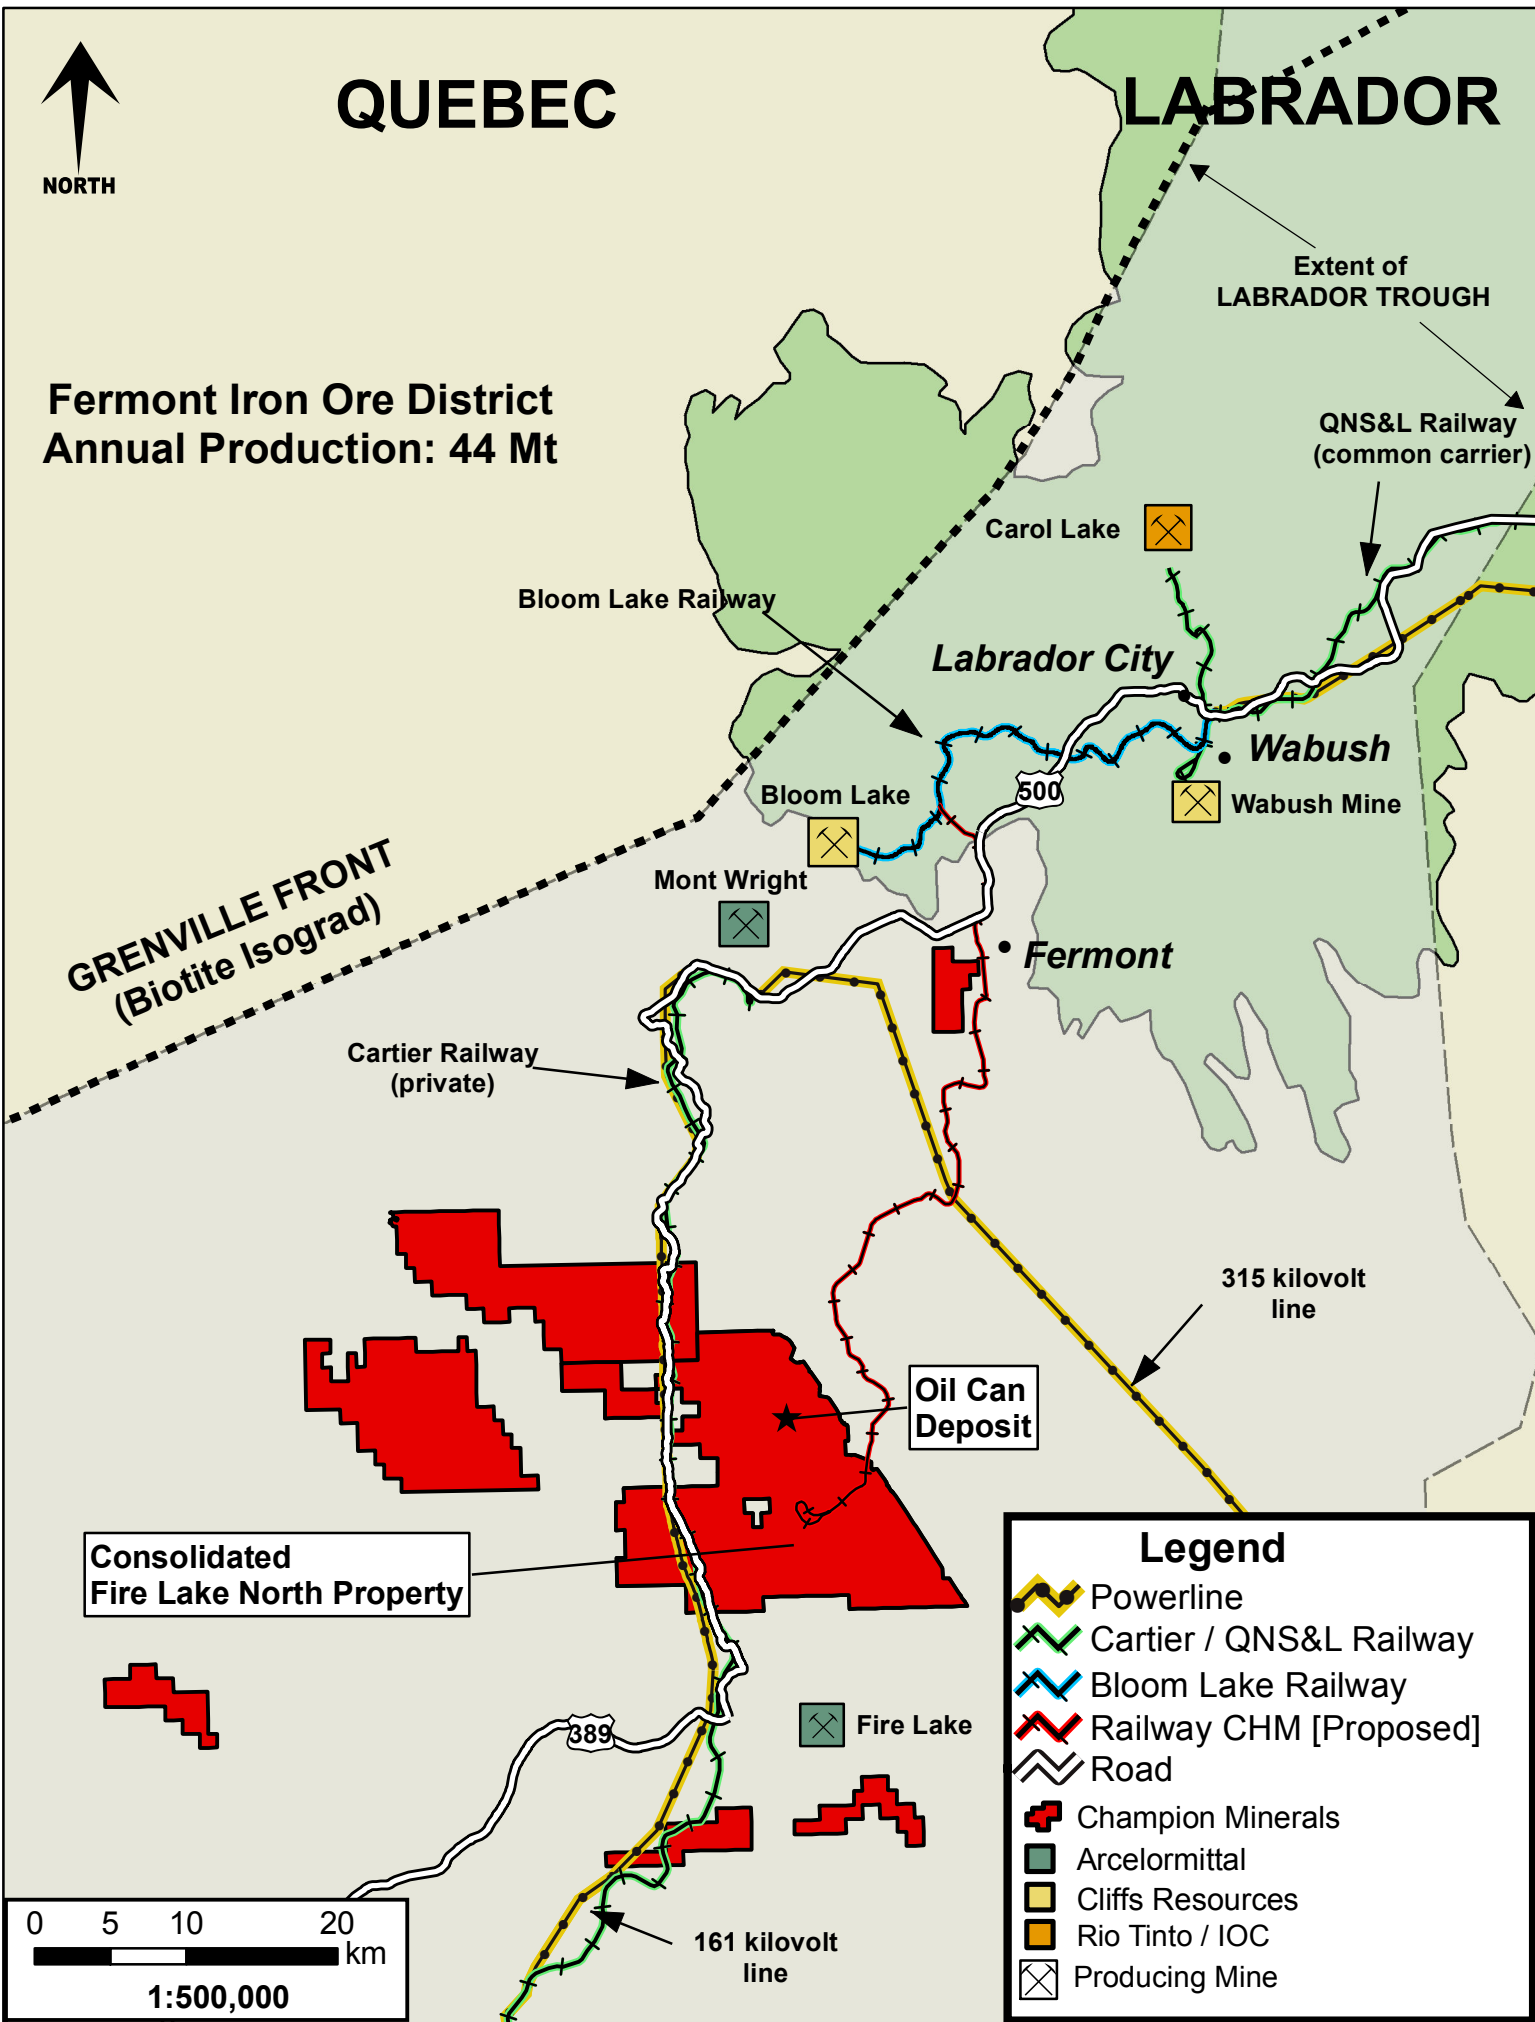 QUEBEC
LABRADOR
NORTH
Extent of
LABRADOR TROUGH
Fermont Iron Ore District
Annual Production: 44 Mt
QNS&L Railway
(common carrier)
Carol Lake
Bloom Lake Railway
Labrador City
Wabush
500
Bloom Lake
Wabush Mine
Mont Wright
GRENVILLE FRONT
(Biotite Isograd)
Fermont
Cartier Railway
(private)
315 kilovolt
line
Oil Can
Deposit
Consolidated
Fire Lake North Property
389
Fire Lake
161 kilovolt
line
0 5 10 20
km
1:500,000
Legend
Powerline
Cartier / QNS&L Railway
Bloom Lake Railway
Railway CHM [Proposed]
Road
Champion Minerals
Arcelormittal
Cliffs Resources
Rio Tinto / IOC
Producing Mine